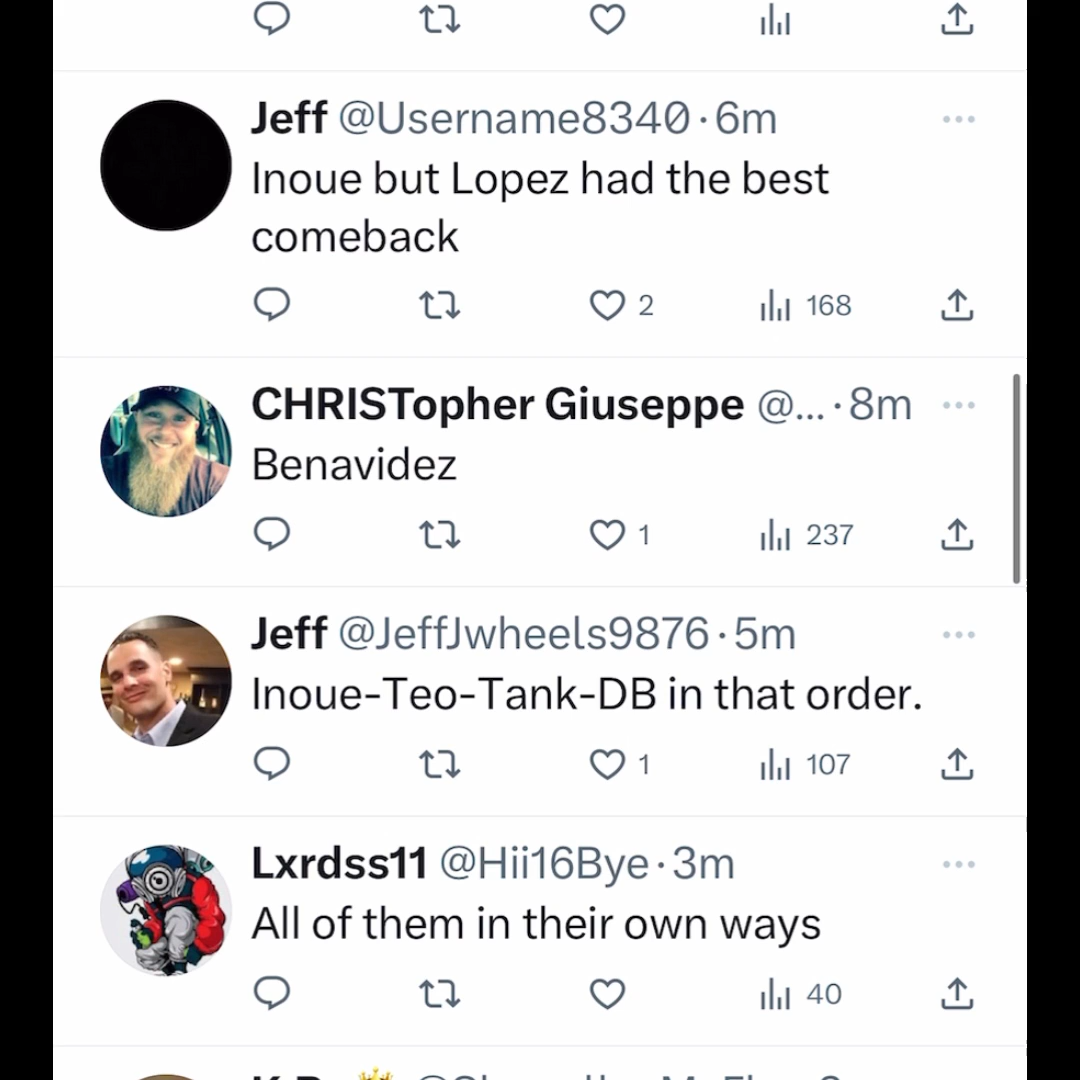 Jeff @Username8340·6m
Inoue but Lopez had the best
comeback
2 168
CHRISTopher Giuseppe @...·8m
Benavidez
1 237
Jeff @JeffJwheels9876·5m
Inoue-Teo-Tank-DB in that order.
1 107
Lxrdss11 @Hii16Bye·3m
All of them in their own ways
40